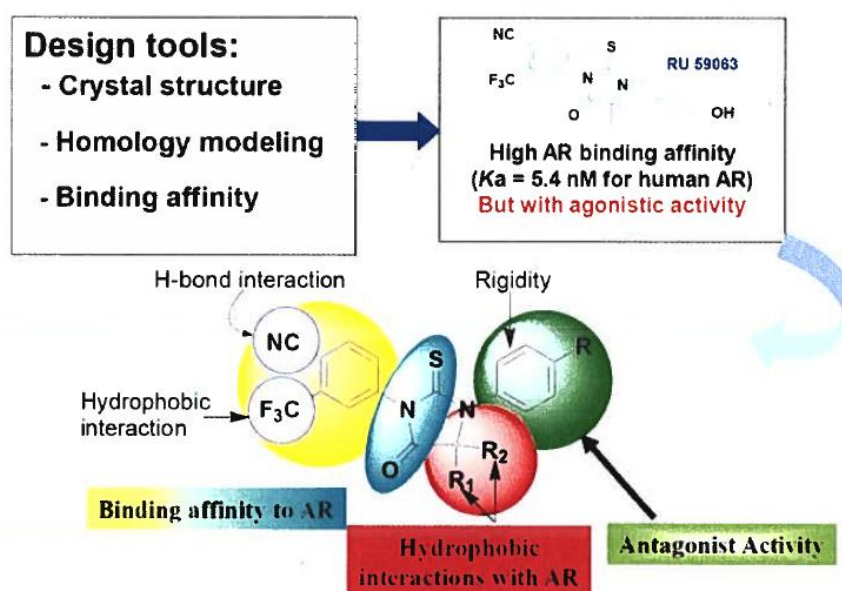 Design tools:
- Crystal structure
- Homology modeling
- Binding affinity
NC
S
RU 59063
F₃C
N
N
O
OH
High AR binding affinity
(Ka = 5.4 nM for human AR)
But with agonistic activity
H-bond interaction
Rigidity
NC
S
R
Hydrophobic
interaction
F₃C
N
N
O
R₁
R₂
Binding affinity to AR
Hydrophobic
interactions with AR
Antagonist Activity